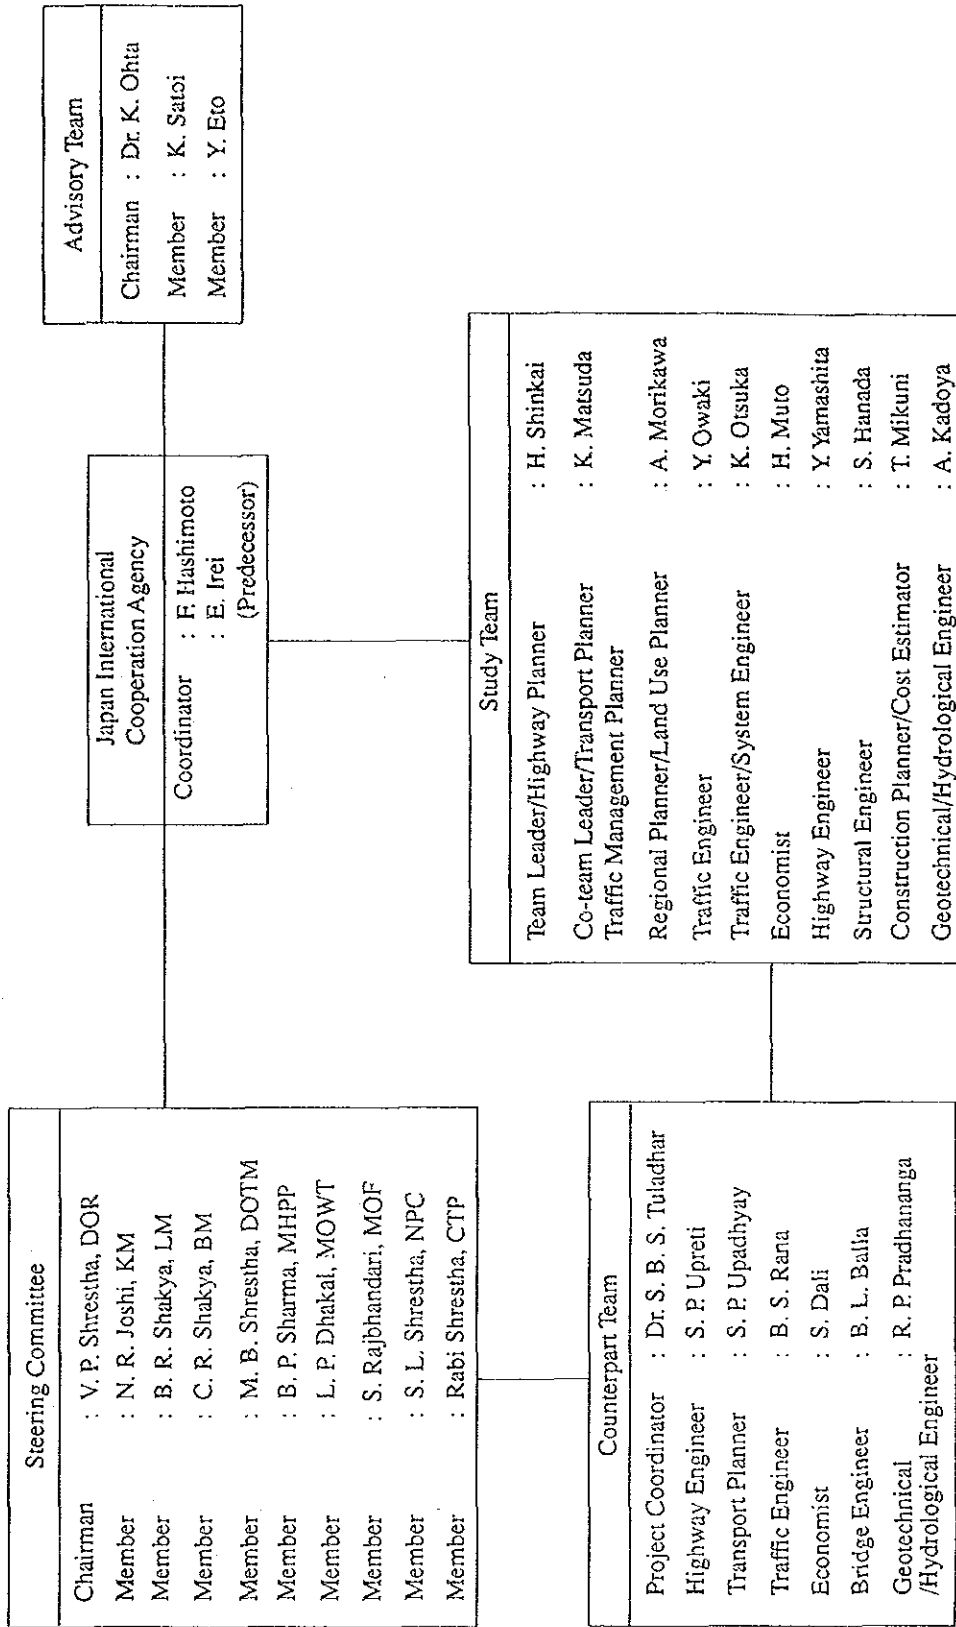 Steering Committee
Chairman : V. P. Shrestha, DOR
Member : N. R. Joshi, KM
Member : B. R. Shakya, LM
Member : C. R. Shakya, BM
Member : M. B. Shrestha, DOTM
Member : B. P. Sharma, MHPP
Member : L. P. Dhakal, MOWT
Member : S. Rajbhandari, MOF
Member : S. L. Shrestha, NPC
Member : Rabi Shrestha, CTP
Japan International
Cooperation Agency
Coordinator : F. Hashimoto
: E. Irei
(Predecessor)
Advisory Team
Chairman : Dr. K. Ohta
Member : K. Satoi
Member : Y. Eto
Counterpart Team
Project Coordinator : Dr. S. B. S. Tuladhar
Highway Engineer : S. P. Upreti
Transport Planner : S. P. Upadhyay
Traffic Engineer : B. S. Rana
Economist : S. Dali
Bridge Engineer : B. L. Balla
Geotechnical : R. P. Pradhananga
/Hydrological Engineer
Study Team
Team Leader/Highway Planner : H. Shinkai
Co-team Leader/Transport Planner : K. Matsuda
Traffic Management Planner
Regional Planner/Land Use Planner : A. Morikawa
Traffic Engineer : Y. Owaki
Traffic Engineer/System Engineer : K. Otsuka
Economist : H. Muto
Highway Engineer : Y. Yamashita
Structural Engineer : S. Hanada
Construction Planner/Cost Estimator : T. Mikuni
Geotechnical/Hydrological Engineer : A. Kadoya